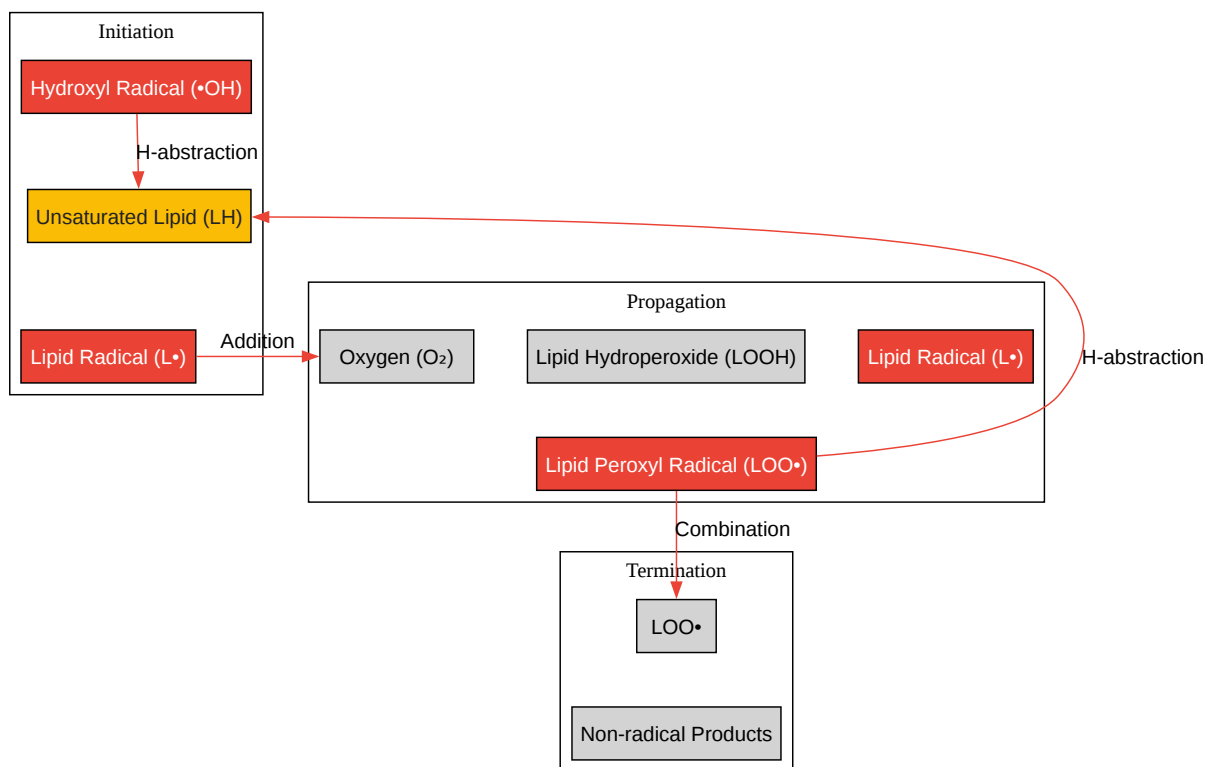 Initiation
Hydroxyl Radical (•OH)
H-abstraction
Unsaturated Lipid (LH)
Lipid Radical (L•)
Addition
Propagation
Oxygen (O₂)
Lipid Hydroperoxide (LOOH)
Lipid Radical (L•)
H-abstraction
Lipid Peroxyl Radical (LOO•)
Combination
Termination
LOO•
Non-radical Products